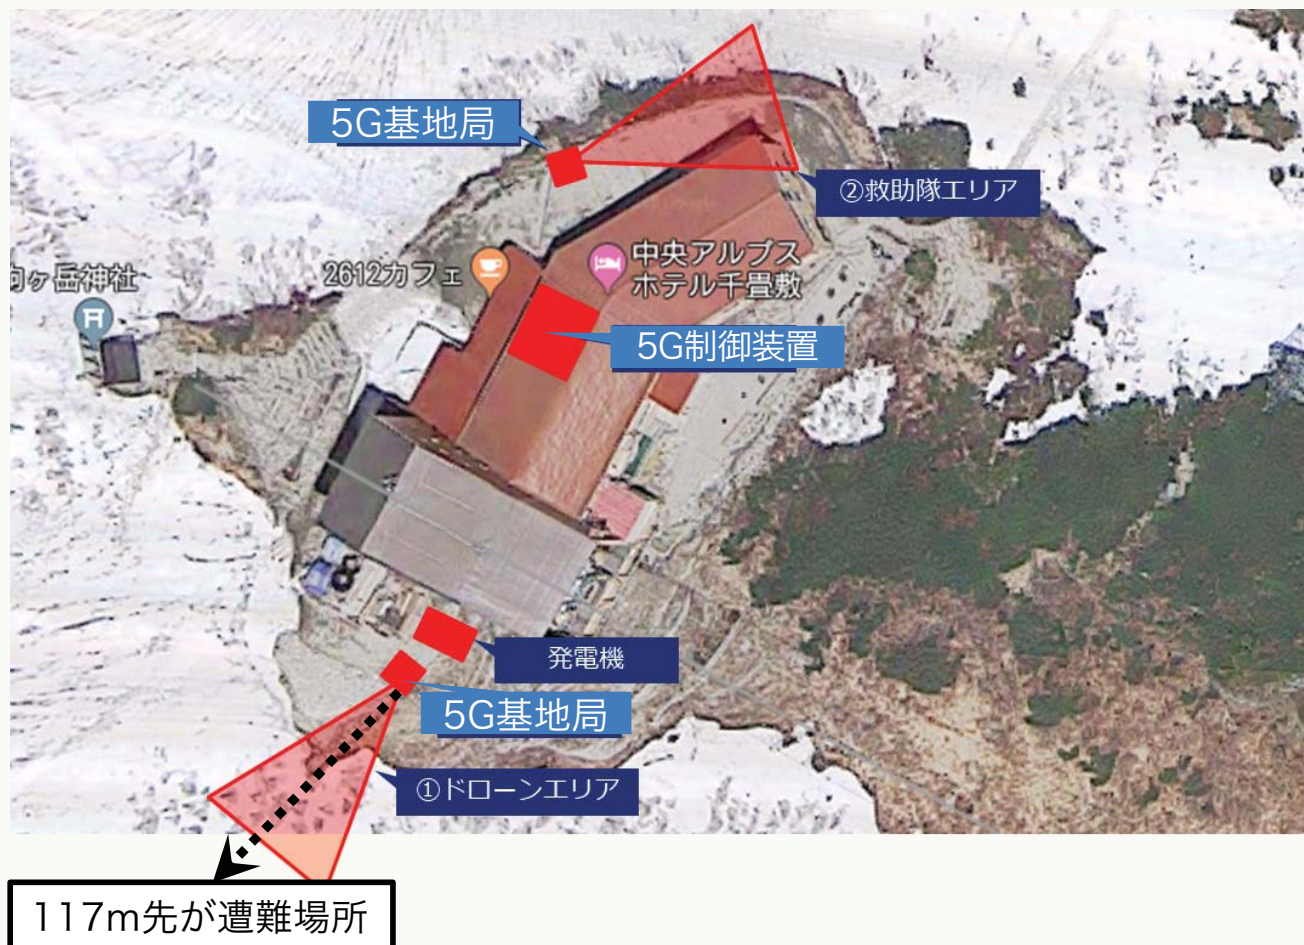 5G基地局
②救助隊エリア
中央アルプス
ホテル千畳敷
2612カフェ
ヶ岳神社
5G制御装置
発電機
5G基地局
①ドローンエリア
117m先が遭難場所